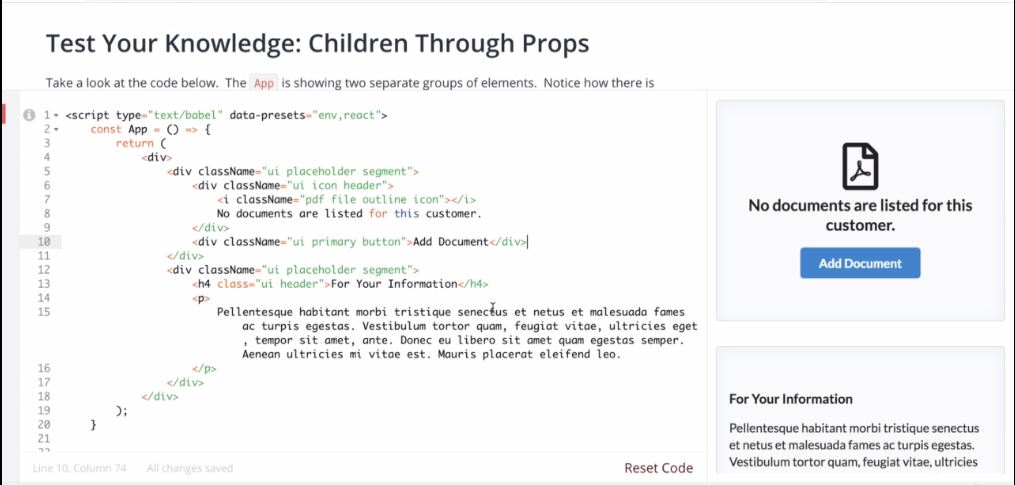 Test Your Knowledge: Children Through Props
Take a look at the code below. The App is showing two separate groups of elements. Notice how there is
1 <script type="text/babel" data-presets="env,react">
2 const App = () => {
3 return (
4 <div>
5 <div className="ui placeholder segment">
6 <div className="ui icon header">
7 <i className="pdf file outline icon"></i>
8 No documents are listed for this customer.
9 </div>
10 <div className="ui primary button">Add Document</div>
11 </div>
12 <div className="ui placeholder segment">
13 <h4 class="ui header">For Your Information</h4>
14 <p>
15 Pellentesque habitant morbi tristique senectus et netus et malesuada fames
ac turpis egestas. Vestibulum tortor quam, feugiat vitae, ultricies eget
, tempor sit amet, ante. Donec eu libero sit amet quam egestas semper.
Aenean ultricies mi vitae est. Mauris placerat eleifend leo.
16 </p>
17 </div>
18 </div>
19 );
20 }
21
22
Line 10, Column 74 All changes saved
Reset Code
No documents are listed for this
customer.
Add Document
For Your Information
Pellentesque habitant morbi tristique senectus
et netus et malesuada fames ac turpis egestas.
Vestibulum tortor quam, feugiat vitae, ultricies